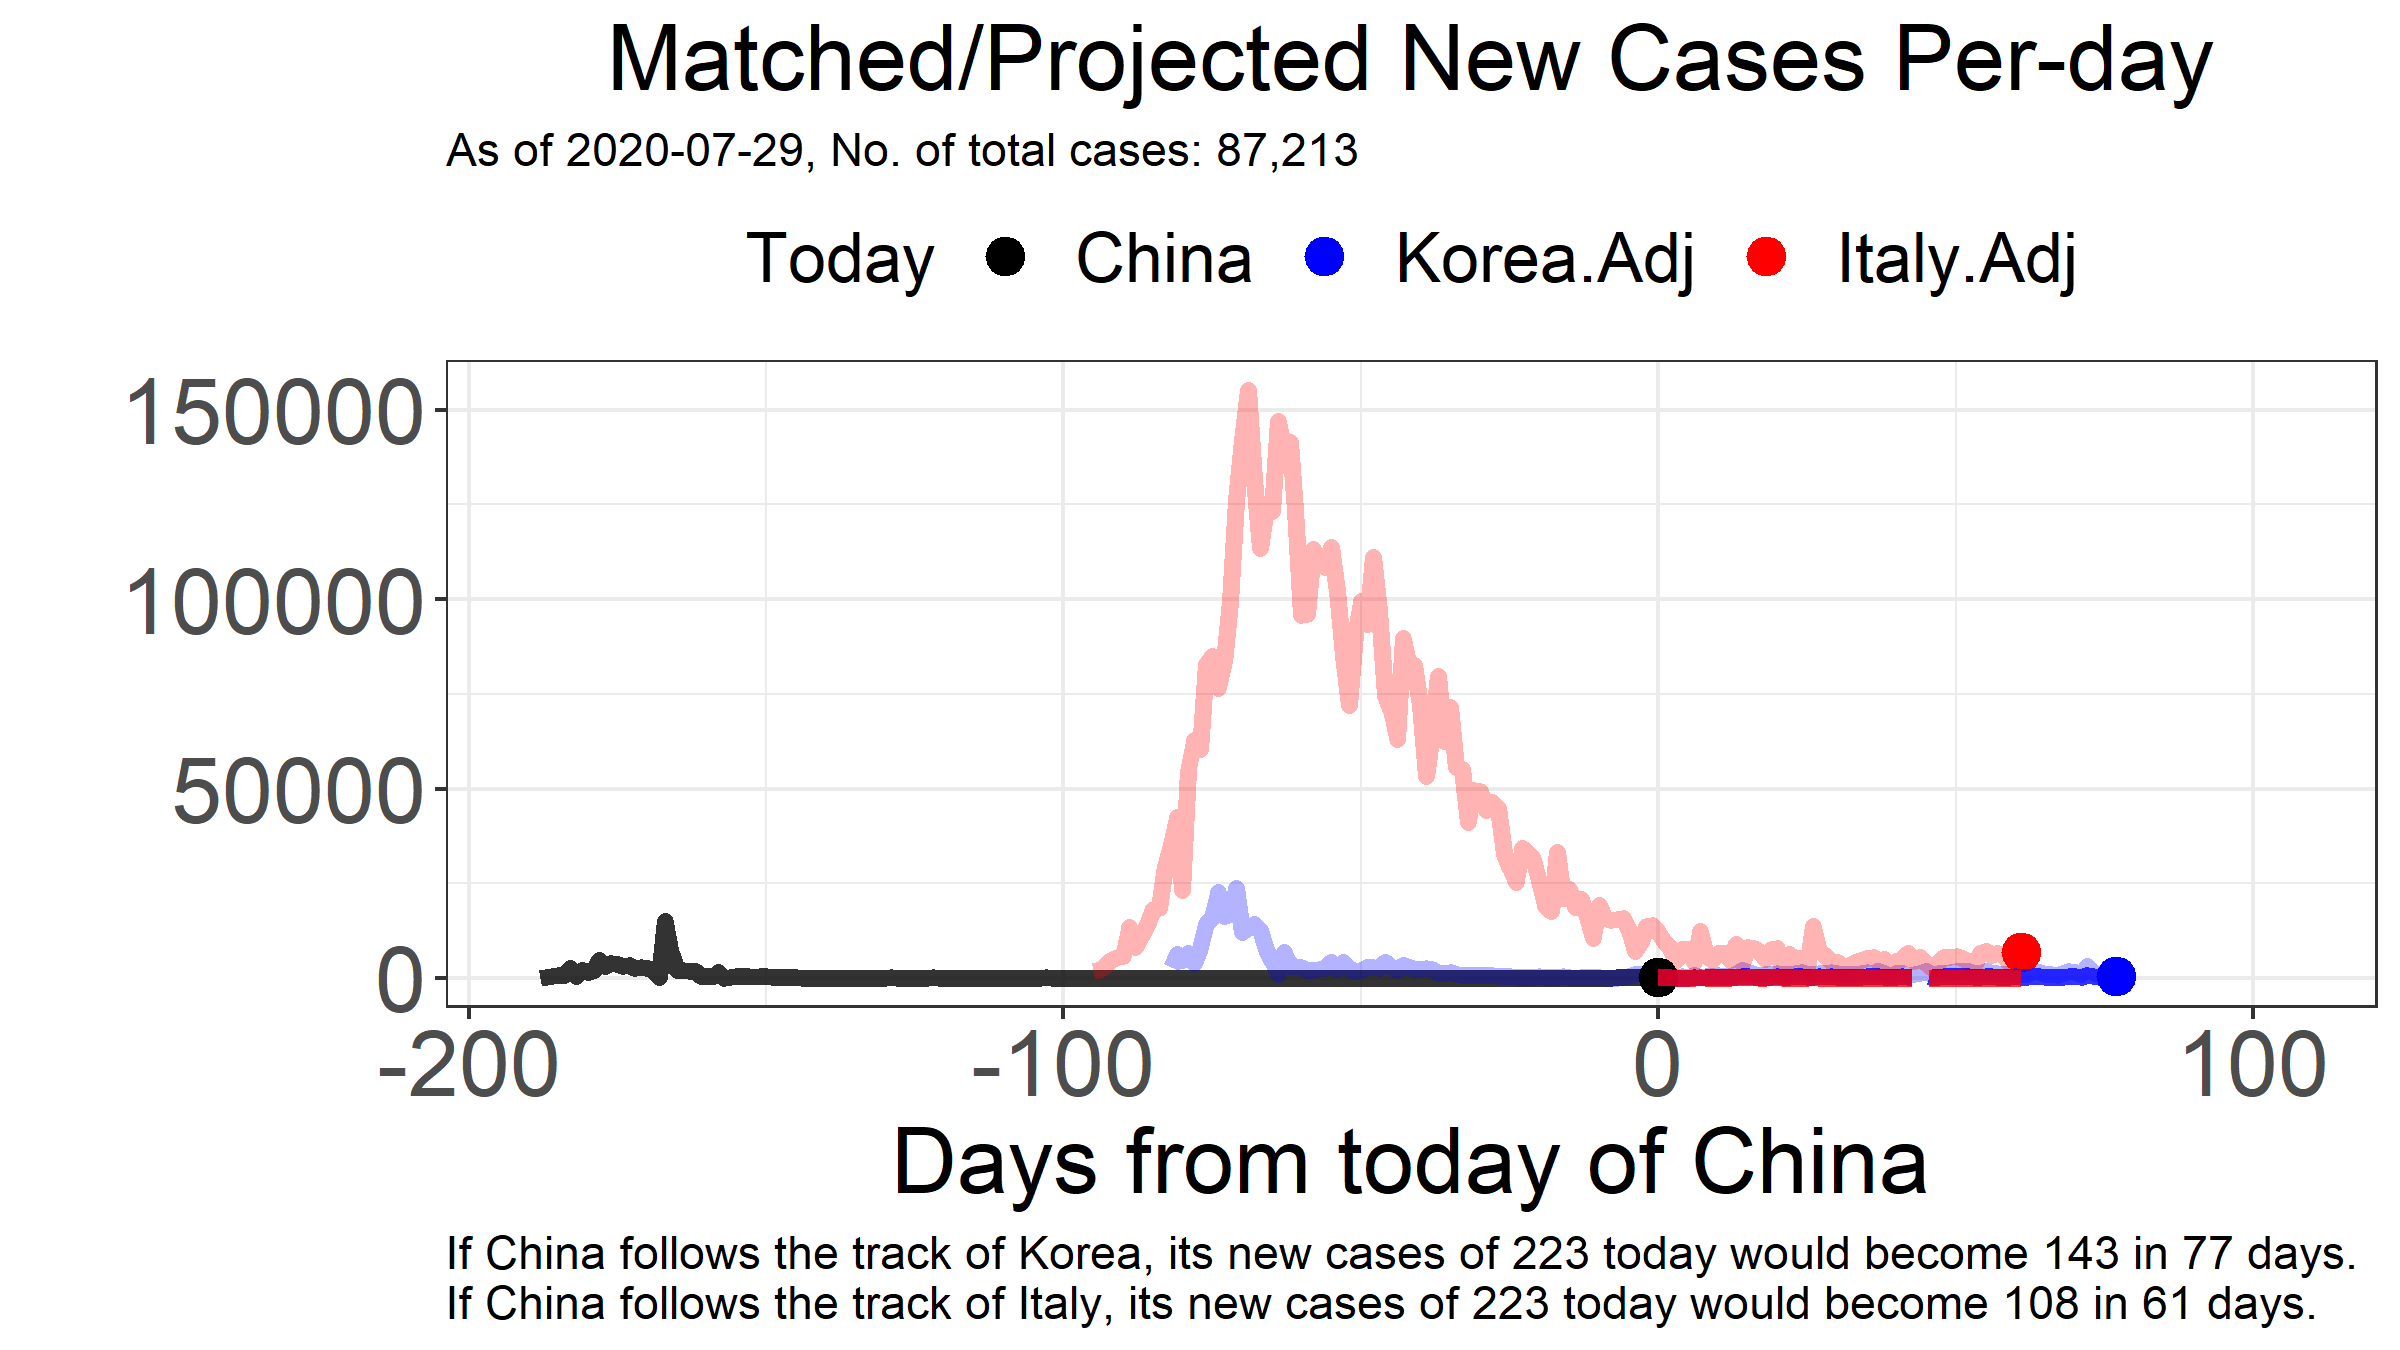 Matched/Projected New Cases Per-day
As of 2020-07-29, No. of total cases: 87,213
Today China Korea.Adj Italy.Adj
150000
100000
50000
0
-200 -100 0 100
Days from today of China
If China follows the track of Korea, its new cases of 223 today would become 143 in 77 days.
If China follows the track of Italy, its new cases of 223 today would become 108 in 61 days.